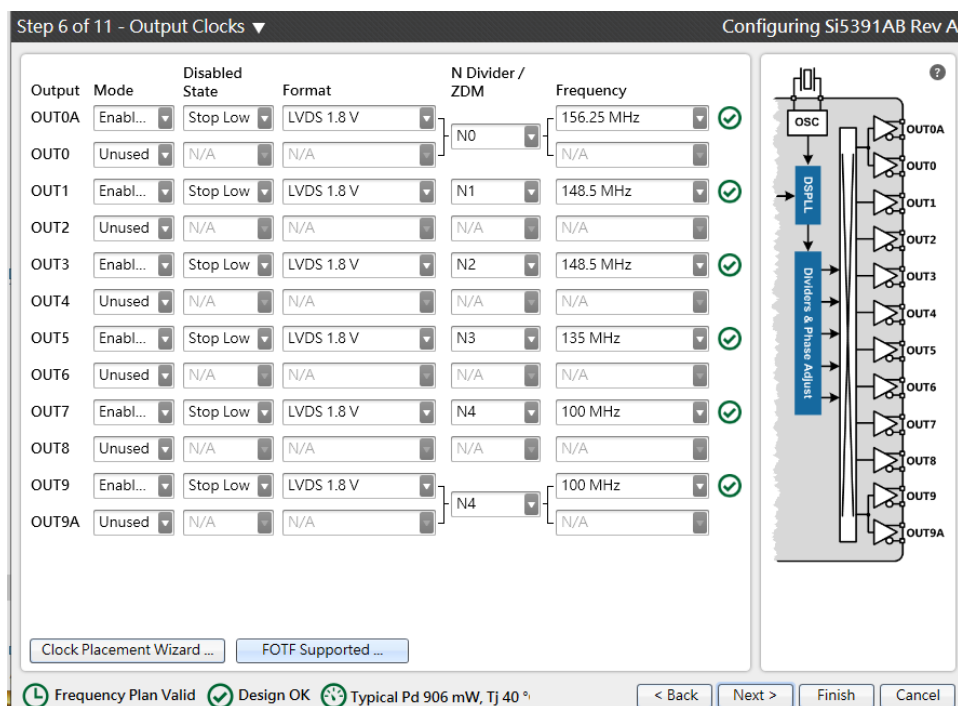 Step 6 of 11 - Output Clocks ▼ Configuring Si5391AB Rev A
Output Mode Disabled State Format N Divider / ZDM Frequency
OUT0A Enabl... Stop Low LVDS 1.8 V N0 156.25 MHz
OUT0 Unused N/A N/A N/A
OUT1 Enabl... Stop Low LVDS 1.8 V N1 148.5 MHz
OUT2 Unused N/A N/A N/A N/A
OUT3 Enabl... Stop Low LVDS 1.8 V N2 148.5 MHz
OUT4 Unused N/A N/A N/A N/A
OUT5 Enabl... Stop Low LVDS 1.8 V N3 135 MHz
OUT6 Unused N/A N/A N/A N/A
OUT7 Enabl... Stop Low LVDS 1.8 V N4 100 MHz
OUT8 Unused N/A N/A N/A N/A
OUT9 Enabl... Stop Low LVDS 1.8 V N4 100 MHz
OUT9A Unused N/A N/A N/A
Clock Placement Wizard ... FOTF Supported ...
?
OSC
DSPLL
Dividers & Phase Adjust
OUT0A
OUT0
OUT1
OUT2
OUT3
OUT4
OUT5
OUT6
OUT7
OUT8
OUT9
OUT9A
Frequency Plan Valid Design OK Typical Pd 906 mW, Tj 40 ° < Back Next > Finish Cancel